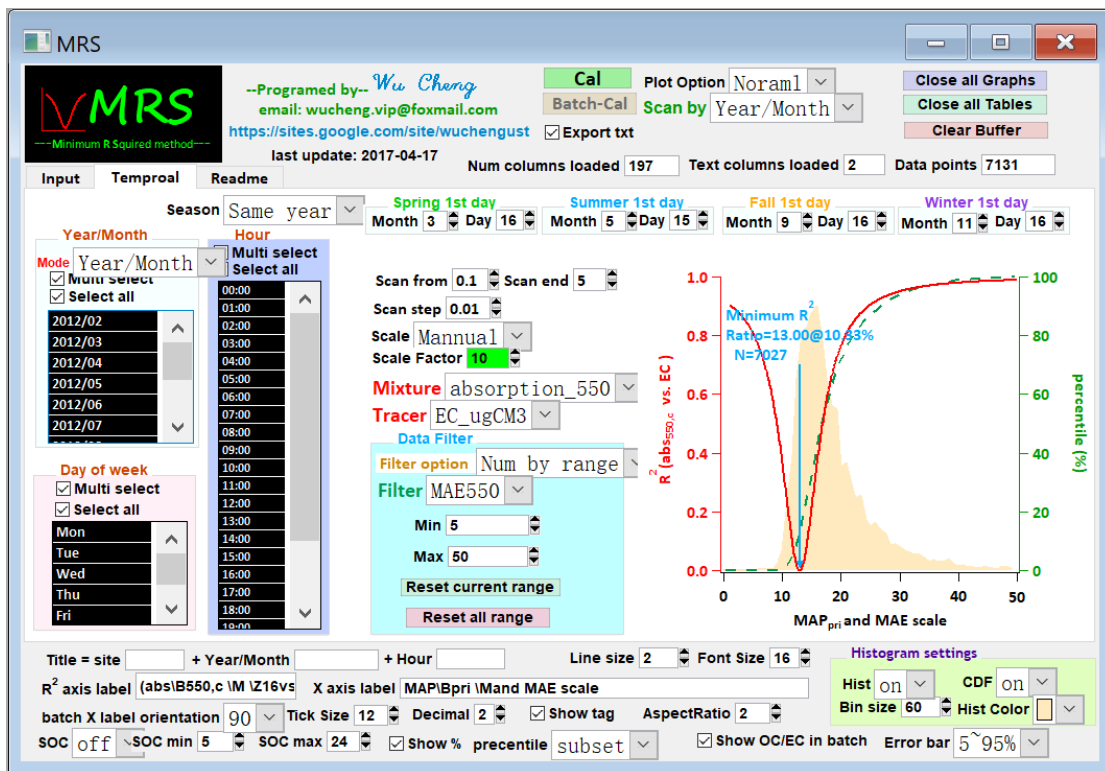 MRS
MRS
---Minimum R Squired method---
--Programed by-- Wu Cheng
email: wucheng.vip@foxmail.com
https://sites.google.com/site/wuchengust
last update: 2017-04-17
Cal
Batch-Cal
Export txt
Plot Option Noraml
Scan by Year/Month
Close all Graphs
Close all Tables
Clear Buffer
Num columns loaded 197 Text columns loaded 2 Data points 7131
Input Temproal Readme
Season Same year
Spring 1st day
Month 3 Day 16
Summer 1st day
Month 5 Day 15
Fall 1st day
Month 9 Day 16
Winter 1st day
Month 11 Day 16
Year/Month
Mode Year/Month
Multi select
Select all
2012/02
2012/03
2012/04
2012/05
2012/06
2012/07
Day of week
Multi select
Select all
Mon
Tue
Wed
Thu
Fri
Hour
Multi select
Select all
00:00
01:00
02:00
03:00
04:00
05:00
06:00
07:00
08:00
09:00
10:00
11:00
12:00
13:00
14:00
15:00
16:00
17:00
18:00
19:00
Scan from 0.1 Scan end 5
Scan step 0.01
Scale Mannual
Scale Factor 10
Mixture absorption_550
Tracer EC_ugCM3
Data Filter
Filter option Num by range
Filter MAE550
Min 5
Max 50
Reset current range
Reset all range
R2 (abs550,c vs. EC )
1.0
0.8
0.6
0.4
0.2
0.0
Minimum R2
Ratio=13.00@10.33%
N=7027
100
80
60
40
20
0
percentile (%)
0 10 20 30 40 50
MAPpri and MAE scale
Title = site + Year/Month + Hour Line size 2 Font Size 16
R2 axis label (abs\B550,c \M \Z16vs X axis label MAP\Bpri \Mand MAE scale
batch X label orientation 90 Tick Size 12 Decimal 2 Show tag AspectRatio 2
SOC off SOC min 5 SOC max 24 Show % precentile subset Show OC/EC in batch Error bar 5~95%
Histogram settings
Hist on CDF on
Bin size 60 Hist Color